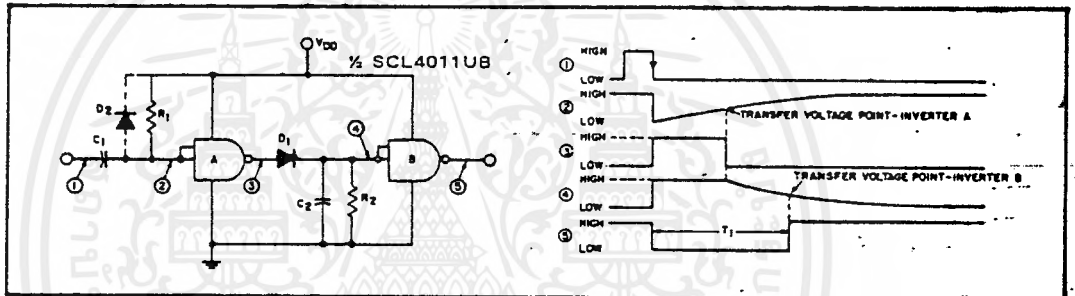 VDD
½ SCL4011UB
D2
R1
C1
A
D1
B
C2
R2
①
②
③
④
⑤
① HIGH
LOW
② HIGH
LOW
TRANSFER VOLTAGE POINT-INVERTER A
③ HIGH
LOW
④ HIGH
LOW
TRANSFER VOLTAGE POINT-INVERTER B
⑤ HIGH
LOW
T1